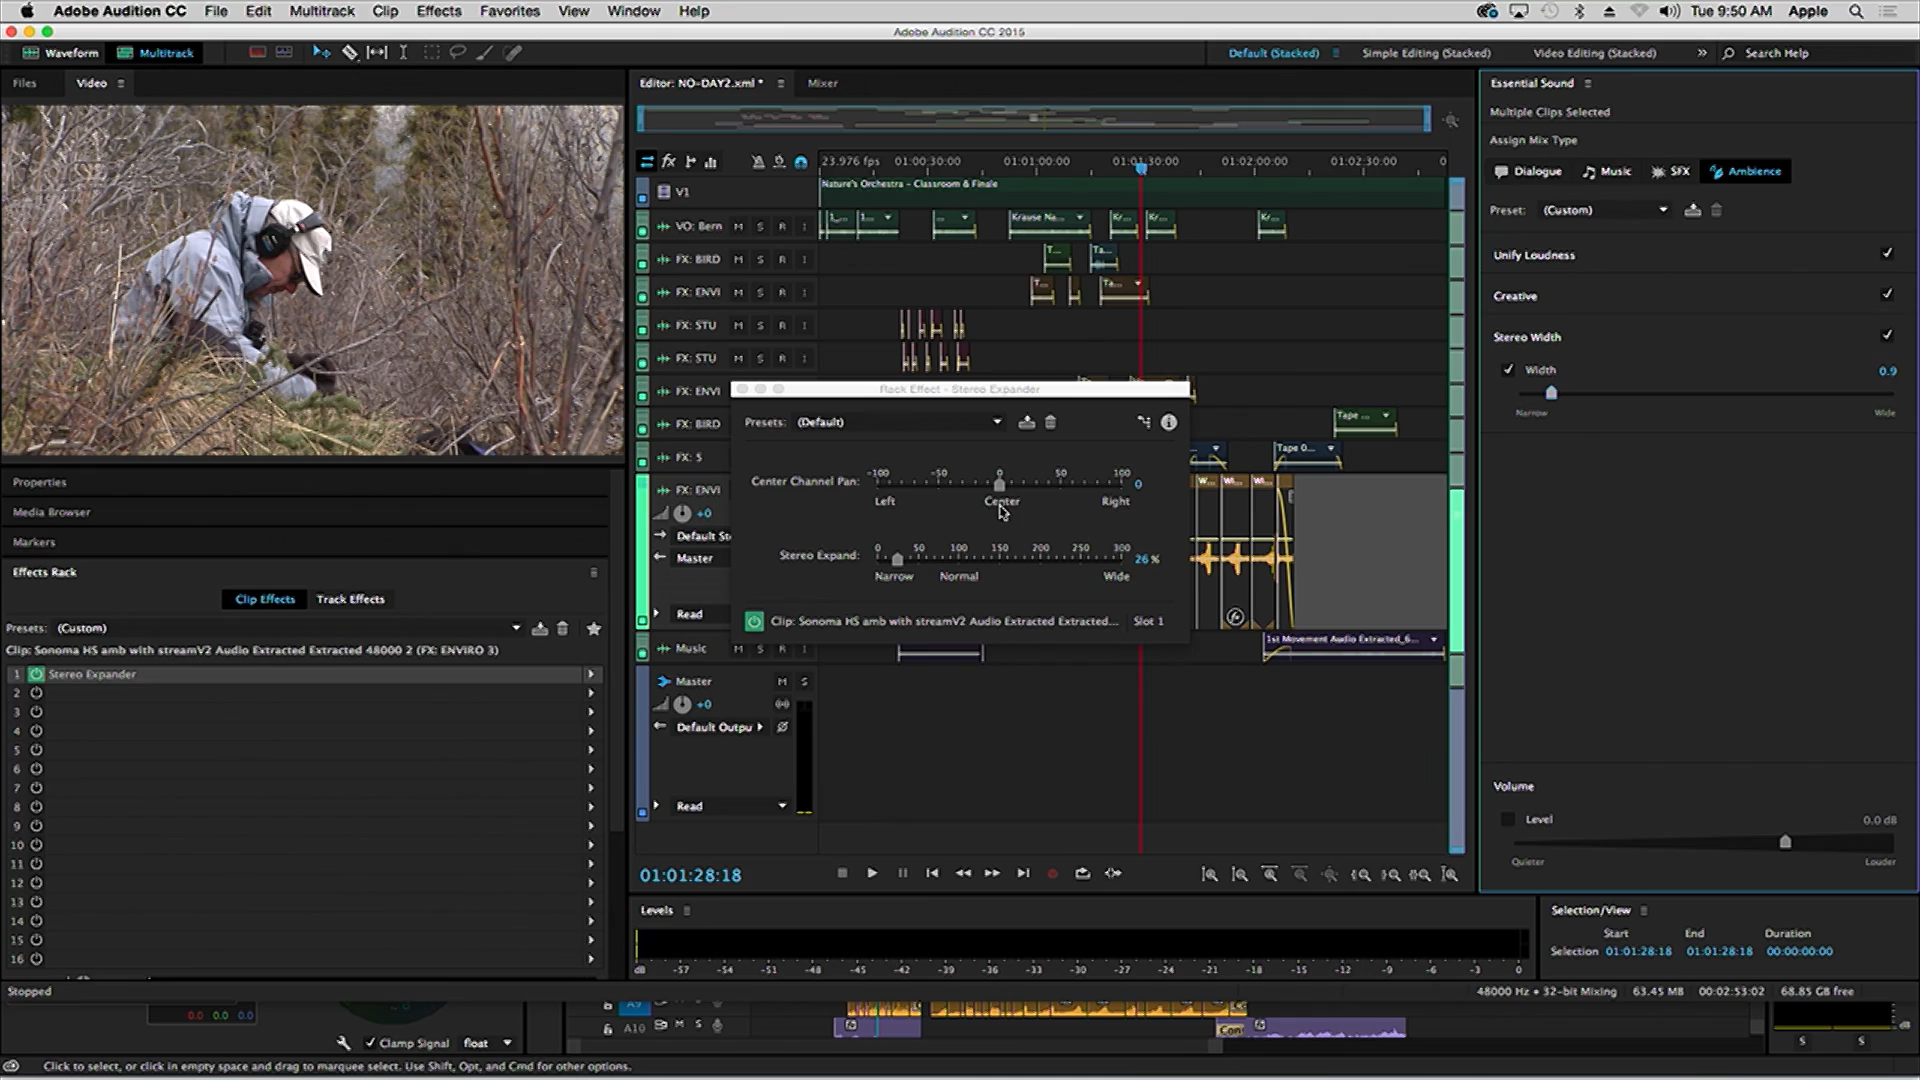 Adobe Audition CC File Edit Multitrack Clip Effects Favorites View Window Help Tue 9:50 AM Apple
Adobe Audition CC 2015
Waveform Multitrack Default (Stacked) Simple Editing (Stacked) Video Editing (Stacked) Search Help
Files Video
Editor: NO-DAY2.xml * Mixer
Essential Sound
Multiple Clips Selected
Assign Mix Type
Dialogue Music SFX Ambience
Preset: (Custom)
Unify Loudness
Creative
Stereo Width
Width 0.9
Narrow Wide
Volume
Level 0.0 dB
Quieter Louder
23.976 fps 01:00:30:00 01:01:00:00 01:01:30:00 01:02:00:00 01:02:30:00 0
V1 Nature's Orchestra - Classroom & Finale
VO: Bern M S R I 1_... 1... ... Krause Na... Kr... Kr... Kr...
FX: BIRD M S R I T... Ta...
FX: ENVI M S R I T... Ta...
FX: STU M S R I
FX: STU M S R I
FX: ENVI
FX: BIRD Tape ...
FX: S Tape 0...
FX: ENVI W... Wi... Wi...
+0
Default St
Master
Read
Music M S R I 1st Movement Audio Extracted_6...
Master M S
+0
Default Outpu
Read
Rack Effect - Stereo Expander
Presets: (Default)
-100 -50 0 50 100
Center Channel Pan: 0
Left Center Right
0 50 100 150 200 250 300
Stereo Expand: 26 %
Narrow Normal Wide
Clip: Sonoma HS amb with streamV2 Audio Extracted Extracted... Slot 1
Properties
Media Browser
Markers
Effects Rack
Clip Effects Track Effects
Presets: (Custom)
Clip: Sonoma HS amb with streamV2 Audio Extracted Extracted 48000 2 (FX: ENVIRO 3)
1 Stereo Expander
2
3
4
5
6
7
8
9
10
11
12
13
14
15
16
01:01:28:18
Levels
dB -57 -51 -48 -45 -42 -39 -36 -33 -30 -27 -24 -21 -18 -15 -12 -9 -6 -3 0
Selection/View
Start End Duration
Selection 01:01:28:18 01:01:28:18 00:00:00:00
Stopped
48000 Hz • 32-bit Mixing 63.45 MB 00:02:53:02 68.85 GB free
0.0 0.0 0.0
A9
A10 M S
Con
Clamp Signal float
S S
Click to select, or click in empty space and drag to marquee select. Use Shift, Opt, and Cmd for other options.